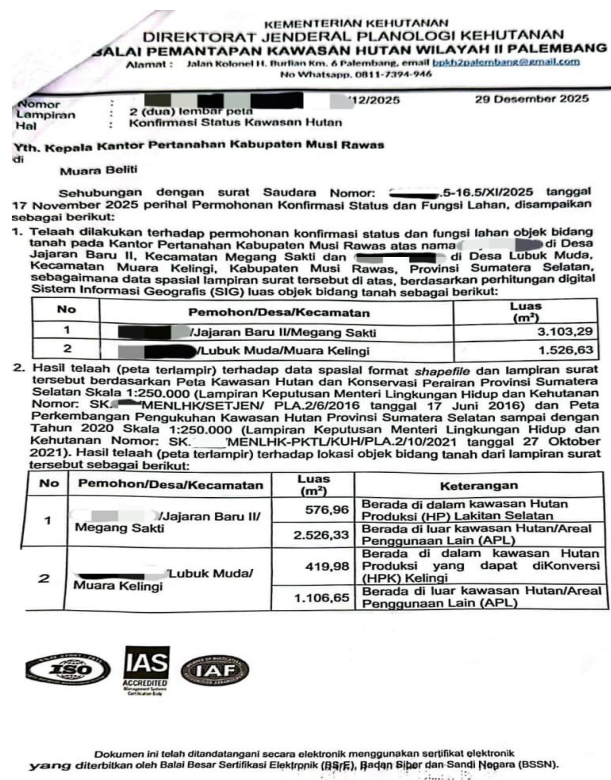 KEMENTERIAN KEHUTANAN
DIREKTORAT JENDERAL PLANOLOGI KEHUTANAN
BALAI PEMANTAPAN KAWASAN HUTAN WILAYAH II PALEMBANG
Alamat : Jalan Kolonel H. Burlian Km. 6 Palembang, email bpkh2palembang@gmail.com
No Whatsapp. 0811-7394-946
Nomor : /12/2025 29 Desember 2025
Lampiran : 2 (dua) lembar peta
Hal : Konfirmasi Status Kawasan Hutan
Yth. Kepala Kantor Pertanahan Kabupaten Musi Rawas
di
Muara Beliti
Sehubungan dengan surat Saudara Nomor: .5-16.5/XI/2025 tanggal
17 November 2025 perihal Permohonan Konfirmasi Status dan Fungsi Lahan, disampaikan
sebagai berikut:
1. Telaah dilakukan terhadap permohonan konfirmasi status dan fungsi lahan objek bidang
tanah pada Kantor Pertanahan Kabupaten Musi Rawas atas nama di Desa
Jajaran Baru II, Kecamatan Megang Sakti dan di Desa Lubuk Muda,
Kecamatan Muara Kelingi, Kabupaten Musi Rawas, Provinsi Sumatera Selatan,
sebagaimana data spasial lampiran surat tersebut di atas, berdasarkan perhitungan digital
Sistem Informasi Geografis (SIG) luas objek bidang tanah sebagai berikut:
No Pemohon/Desa/Kecamatan Luas
(m²)
1 /Jajaran Baru II/Megang Sakti 3.103,29
2 /Lubuk Muda/Muara Kelingi 1.526,63
2. Hasil telaah (peta terlampir) terhadap data spasial format shapefile dan lampiran surat
tersebut berdasarkan Peta Kawasan Hutan dan Konservasi Perairan Provinsi Sumatera
Selatan Skala 1:250.000 (Lampiran Keputusan Menteri Lingkungan Hidup dan Kehutanan
Nomor: SK. MENLHK/SETJEN/ PLA.2/6/2016 tanggal 17 Juni 2016) dan Peta
Perkembangan Pengukuhan Kawasan Hutan Provinsi Sumatera Selatan sampai dengan
Tahun 2020 Skala 1:250.000 (Lampiran Keputusan Menteri Lingkungan Hidup dan
Kehutanan Nomor: SK. MENLHK-PKTL/KUH/PLA.2/10/2021 tanggal 27 Oktober
2021). Hasil telaah (peta terlampir) terhadap lokasi objek bidang tanah dari lampiran surat
tersebut sebagai berikut:
No Pemohon/Desa/Kecamatan Luas
(m²) Keterangan
1 /Jajaran Baru II/
Megang Sakti
576,96 Berada di dalam kawasan Hutan
Produksi (HP) Lakitan Selatan
2.526,33 Berada di luar kawasan Hutan/Areal
Penggunaan Lain (APL)
2 /Lubuk Muda/
Muara Kelingi
419,98 Berada di dalam kawasan Hutan
Produksi yang dapat diKonversi
(HPK) Kelingi
1.106,65 Berada di luar kawasan Hutan/Areal
Penggunaan Lain (APL)
ISO
IAS
ACCREDITED
Management Systems
Certification Body
IAF
Dokumen ini telah ditandatangani secara elektronik menggunakan sertifikat elektronik
yang diterbitkan oleh Balai Besar Sertifikasi Elektronik (BSrE), Badan Siber dan Sandi Negara (BSSN).